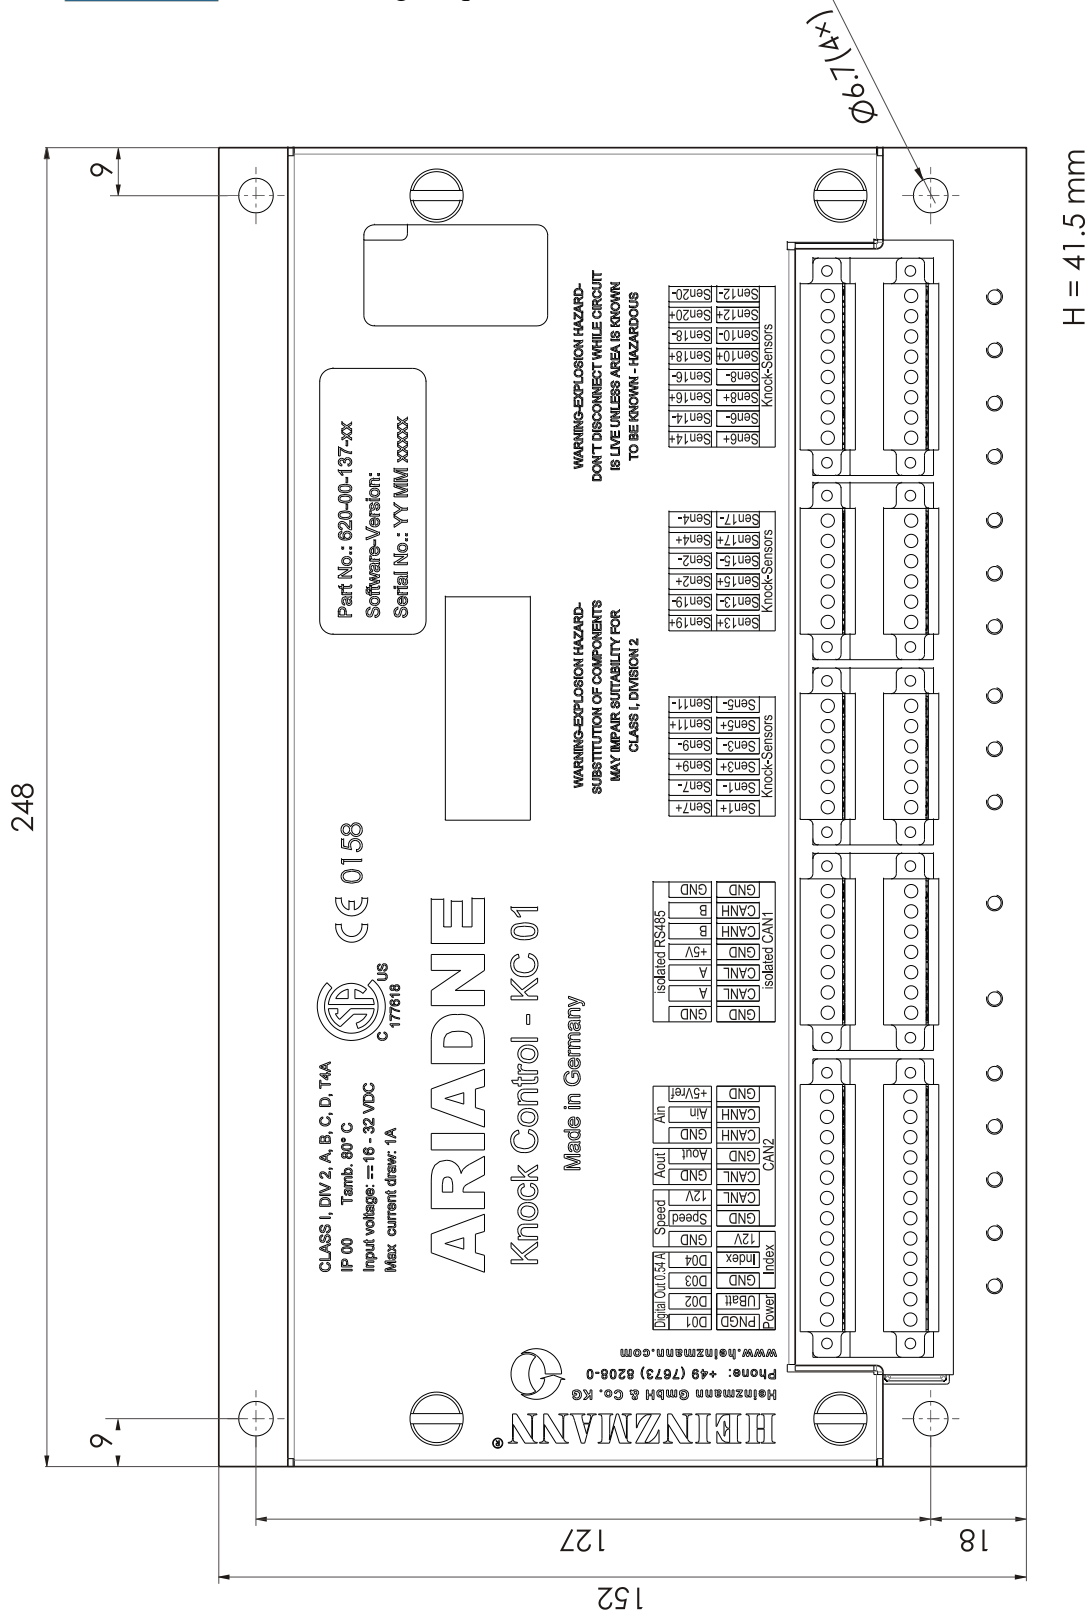 248
9
9
Ø6.7(4×)
H = 41.5 mm
127
18
152
Part No.: 620-00-137-xx
Software-Version:
Serial No.: YY MM xxxxx
CE 0158
CLASS I, DIV 2, A, B, C, D, T4A
IP 00 Tamb. 80° C
Input voltage: == 16 - 32 VDC
Max current draw: 1A
C US
177618
ARIADNE
Knock Control - KC 01
Made in Germany
WARNING-EXPLOSION HAZARD-
DON'T DISCONNECT WHILE CIRCUIT
IS LIVE UNLESS AREA IS KNOWN
TO BE KNOWN - HAZARDOUS
WARNING-EXPLOSION HAZARD-
SUBSTITUTION OF COMPONENTS
MAY IMPAIR SUITABILITY FOR
CLASS I, DIVISION 2
HEINZMANN®
Heinzmann GmbH & Co. KG
Phone: +49 (7673) 8208-0
www.heinzmann.com
Digital Out 0.54 A Speed Aout Ain
D01 D02 D03 D04 GND Speed 12V GND Aout GND Ain +5Vref
PNGD UBatt GND Index 12V GND CANL CANL GND CANH CANH GND
Power Index CAN2
isolated RS485
GND A A +5V B B GND
GND CANL CANL GND CANH CANH GND
isolated CAN1
Sen7+ Sen7- Sen9+ Sen9- Sen11+ Sen11-
Sen1+ Sen1- Sen3+ Sen3- Sen5+ Sen5-
Knock-Sensors
Sen19+ Sen19- Sen2+ Sen2- Sen4+ Sen4-
Sen13+ Sen13- Sen15+ Sen15- Sen17+ Sen17-
Knock-Sensors
Sen14+ Sen14- Sen16+ Sen16- Sen18+ Sen18- Sen20+ Sen20-
Sen6+ Sen6- Sen8+ Sen8- Sen10+ Sen10- Sen12+ Sen12-
Knock-Sensors